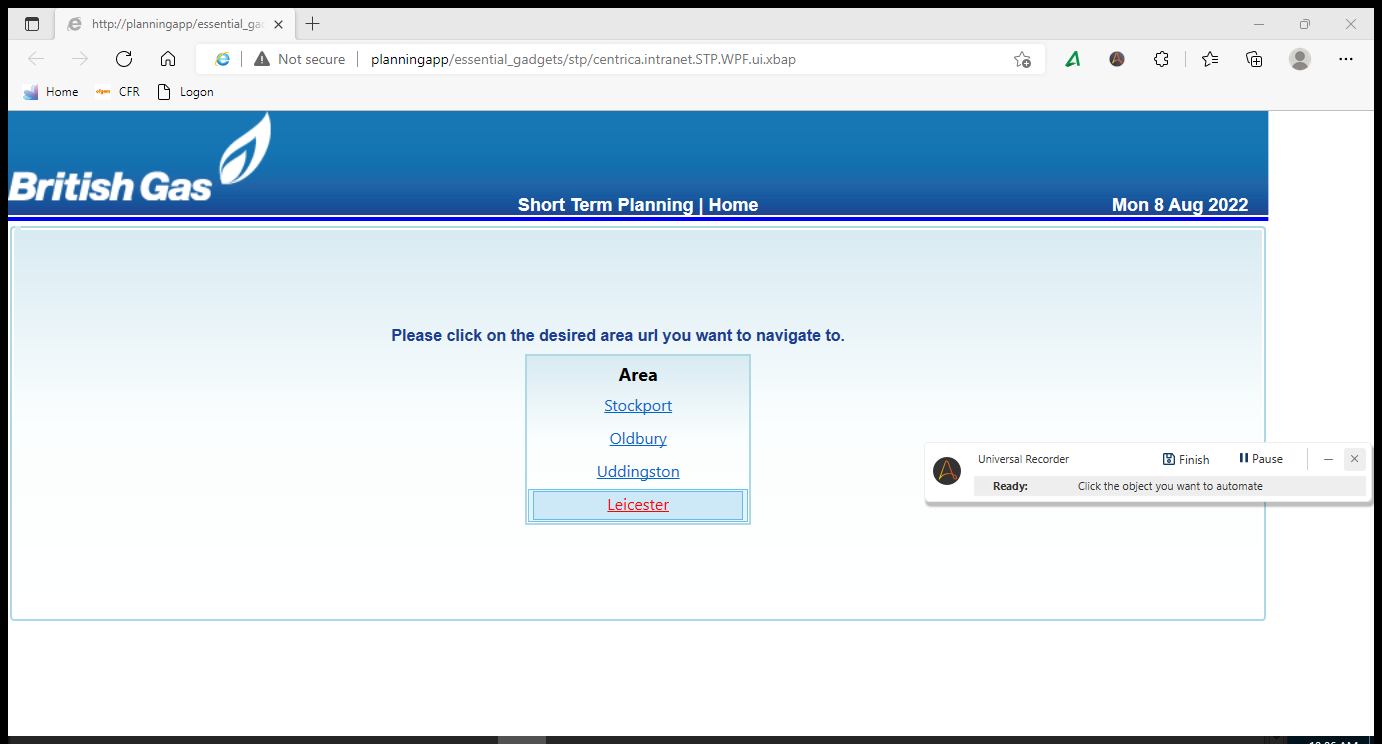 http://planningapp/essential_ga
Not secure
planningapp/essential_gadgets/stp/centrica.intranet.STP.WPF.ui.xbap
Home
CFR
Logon
British Gas
Short Term Planning | Home
Mon 8 Aug 2022
Please click on the desired area url you want to navigate to.
Area
Stockport
Oldbury
Uddingston
Leicester
Universal Recorder
Finish
Pause
Ready:
Click the object you want to automate